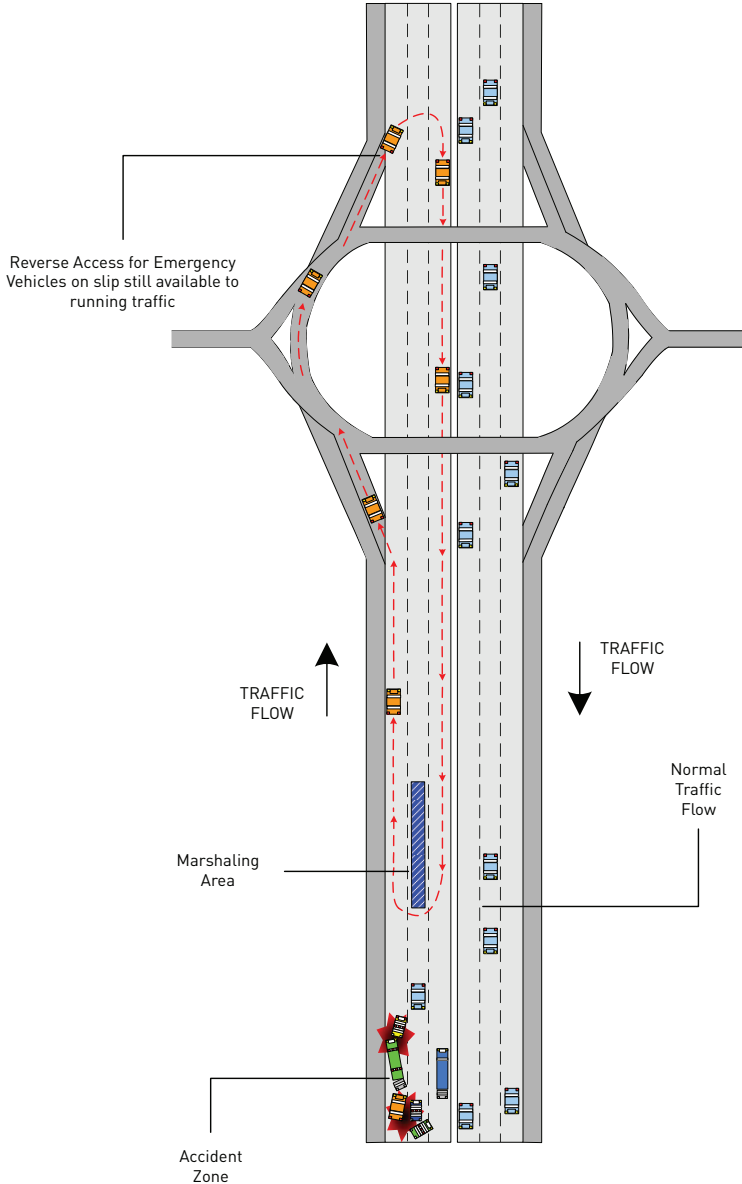 Reverse Access for Emergency
Vehicles on slip still available to
running traffic
TRAFFIC
FLOW
TRAFFIC
FLOW
Normal
Traffic
Flow
Marshaling
Area
Accident
Zone